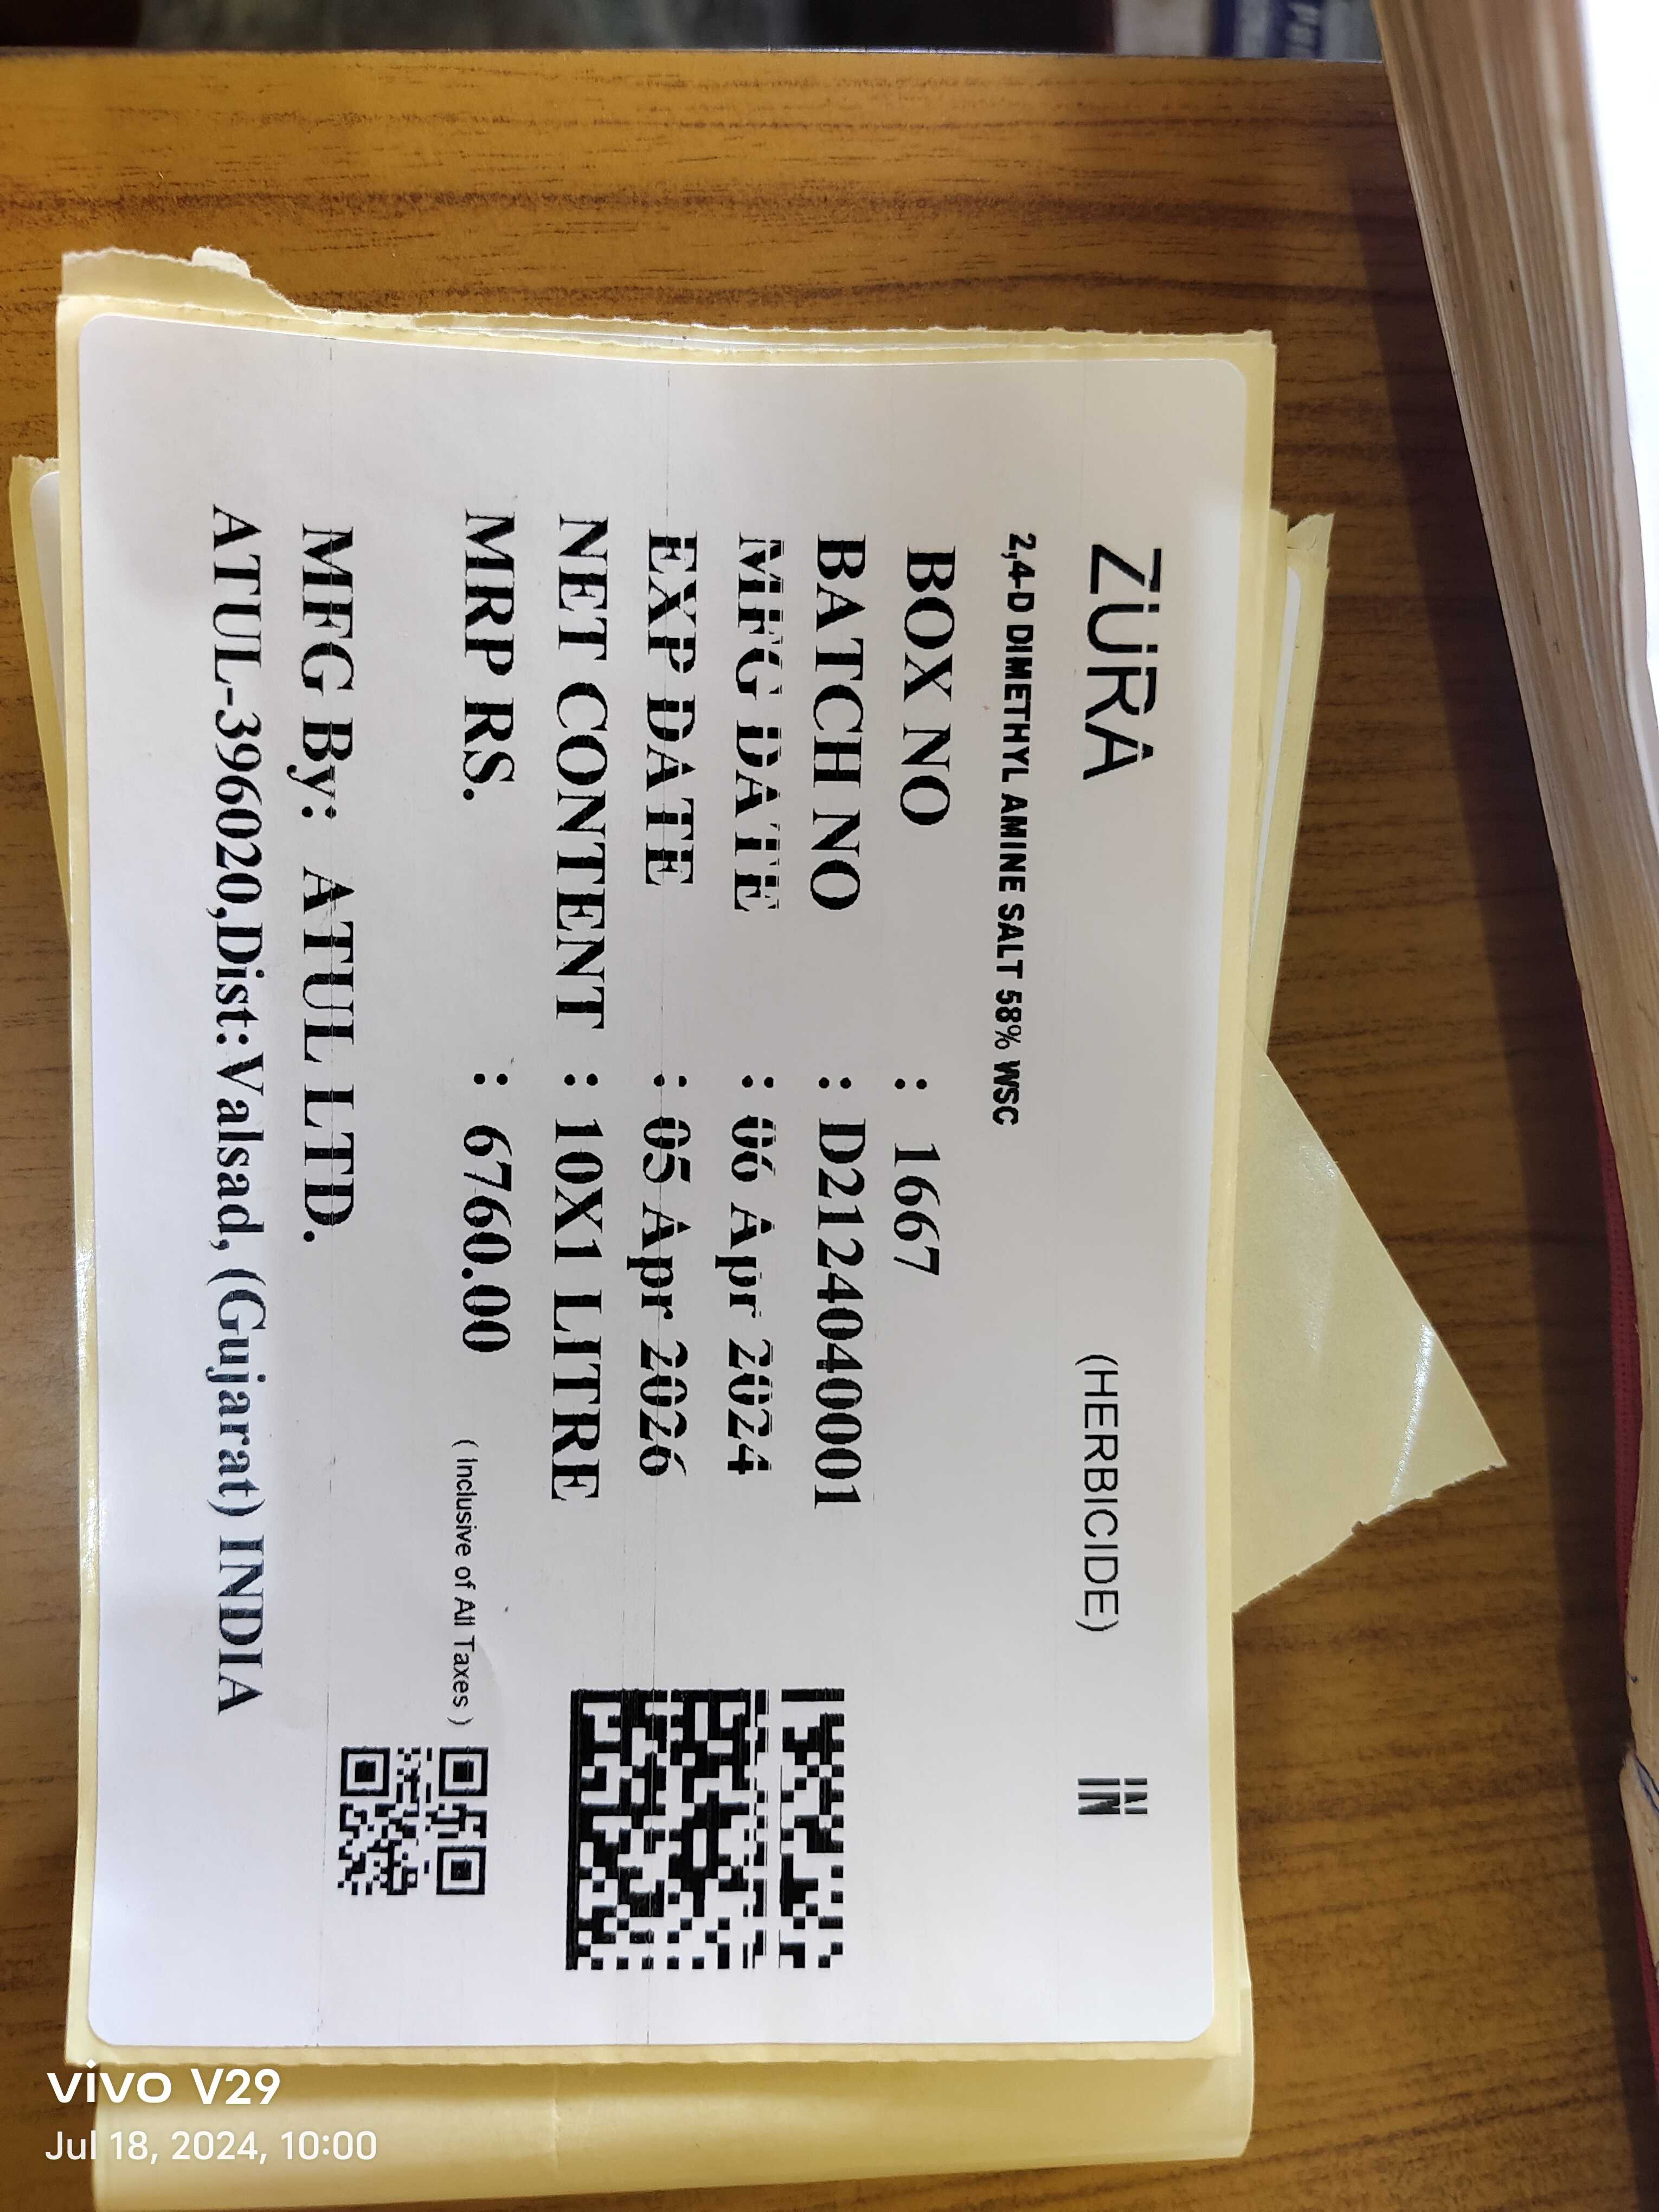 ZURA (HERBICIDE) IN
2,4-D DIMETHYL AMINE SALT 58% WSC
BOX NO : 1667
BATCH NO : D212404001
MFG DATE : 06 Apr 2024
EXP DATE : 05 Apr 2026
NET CONTENT : 10X1 LITRE
MRP RS. : 6760.00 ( Inclusive of All Taxes )
MFG By: ATUL LTD.
ATUL-396020,Dist:Valsad, (Gujarat) INDIA
vivo V29
Jul 18, 2024, 10:00